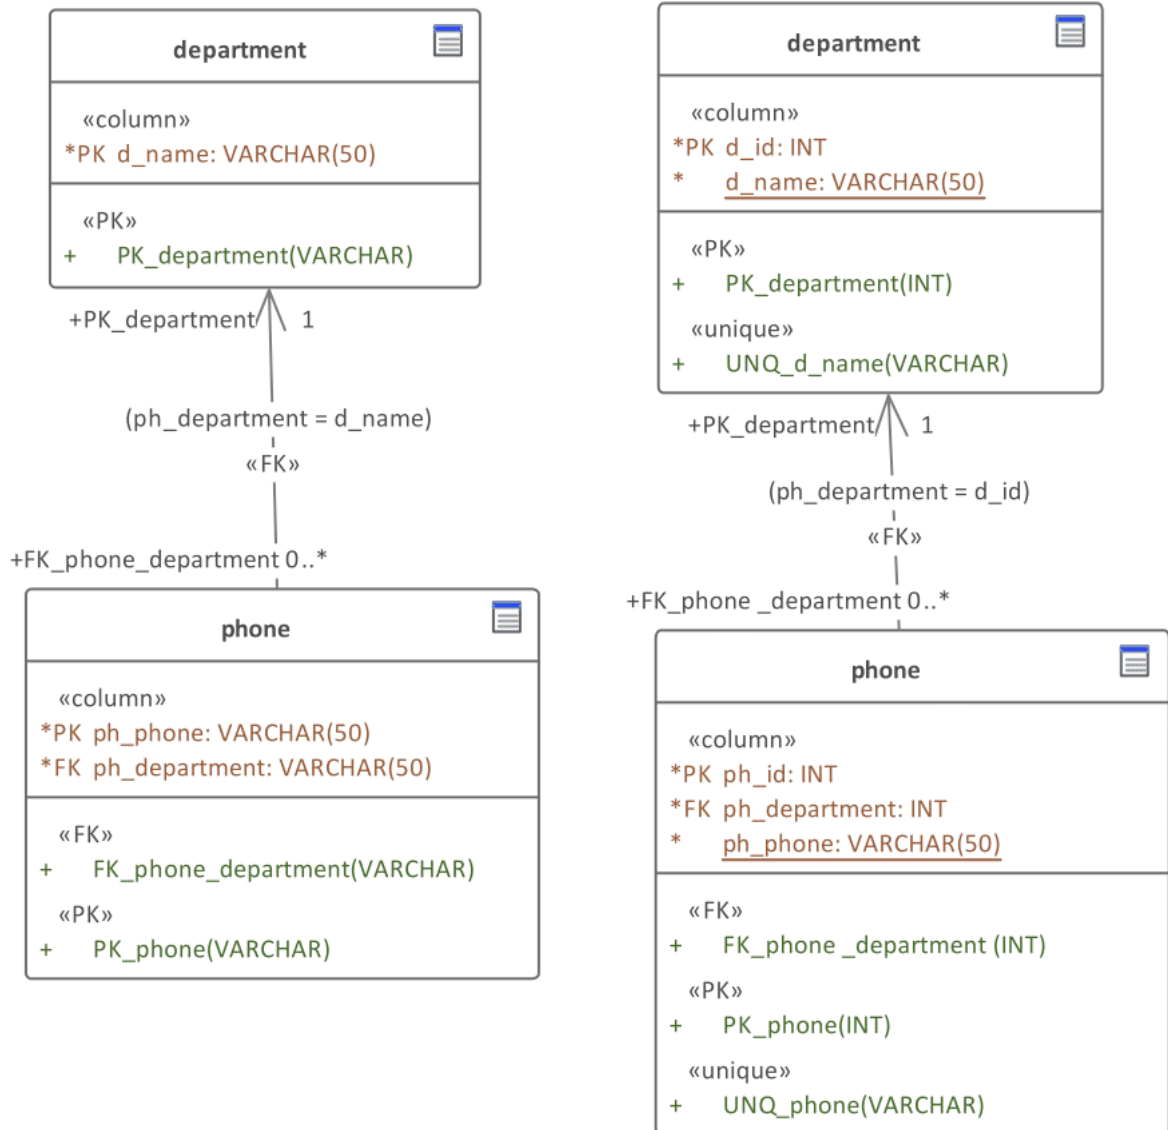 department
«column»
*PK d_name: VARCHAR(50)
«PK»
+ PK_department(VARCHAR)
+PK_department 1
(ph_department = d_name)
«FK»
+FK_phone_department 0..*
phone
«column»
*PK ph_phone: VARCHAR(50)
*FK ph_department: VARCHAR(50)
«FK»
+ FK_phone_department(VARCHAR)
«PK»
+ PK_phone(VARCHAR)
department
«column»
*PK d_id: INT
* d_name: VARCHAR(50)
«PK»
+ PK_department(INT)
«unique»
+ UNQ_d_name(VARCHAR)
+PK_department 1
(ph_department = d_id)
«FK»
+FK_phone _department 0..*
phone
«column»
*PK ph_id: INT
*FK ph_department: INT
* ph_phone: VARCHAR(50)
«FK»
+ FK_phone _department (INT)
«PK»
+ PK_phone(INT)
«unique»
+ UNQ_phone(VARCHAR)